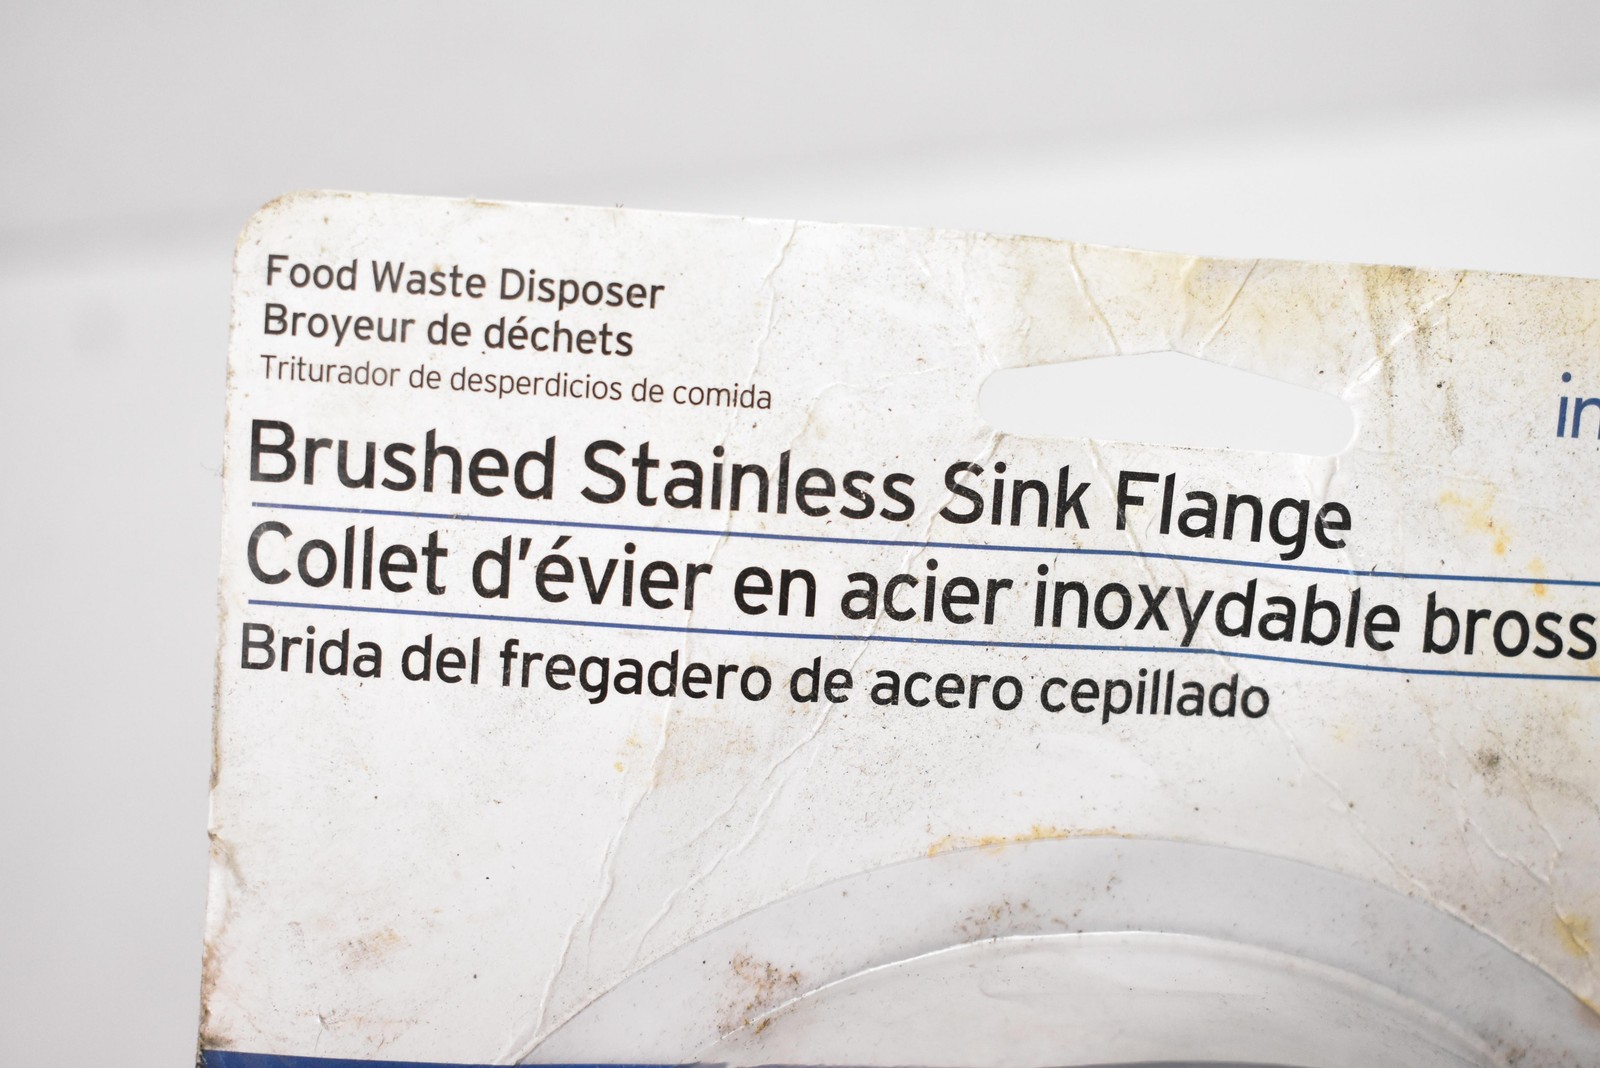 Food Waste Disposer
Broyeur de déchets
Triturador de desperdicios de comida
in
Brushed Stainless Sink Flange
Collet d'évier en acier inoxydable bross
Brida del fregadero de acero cepillado